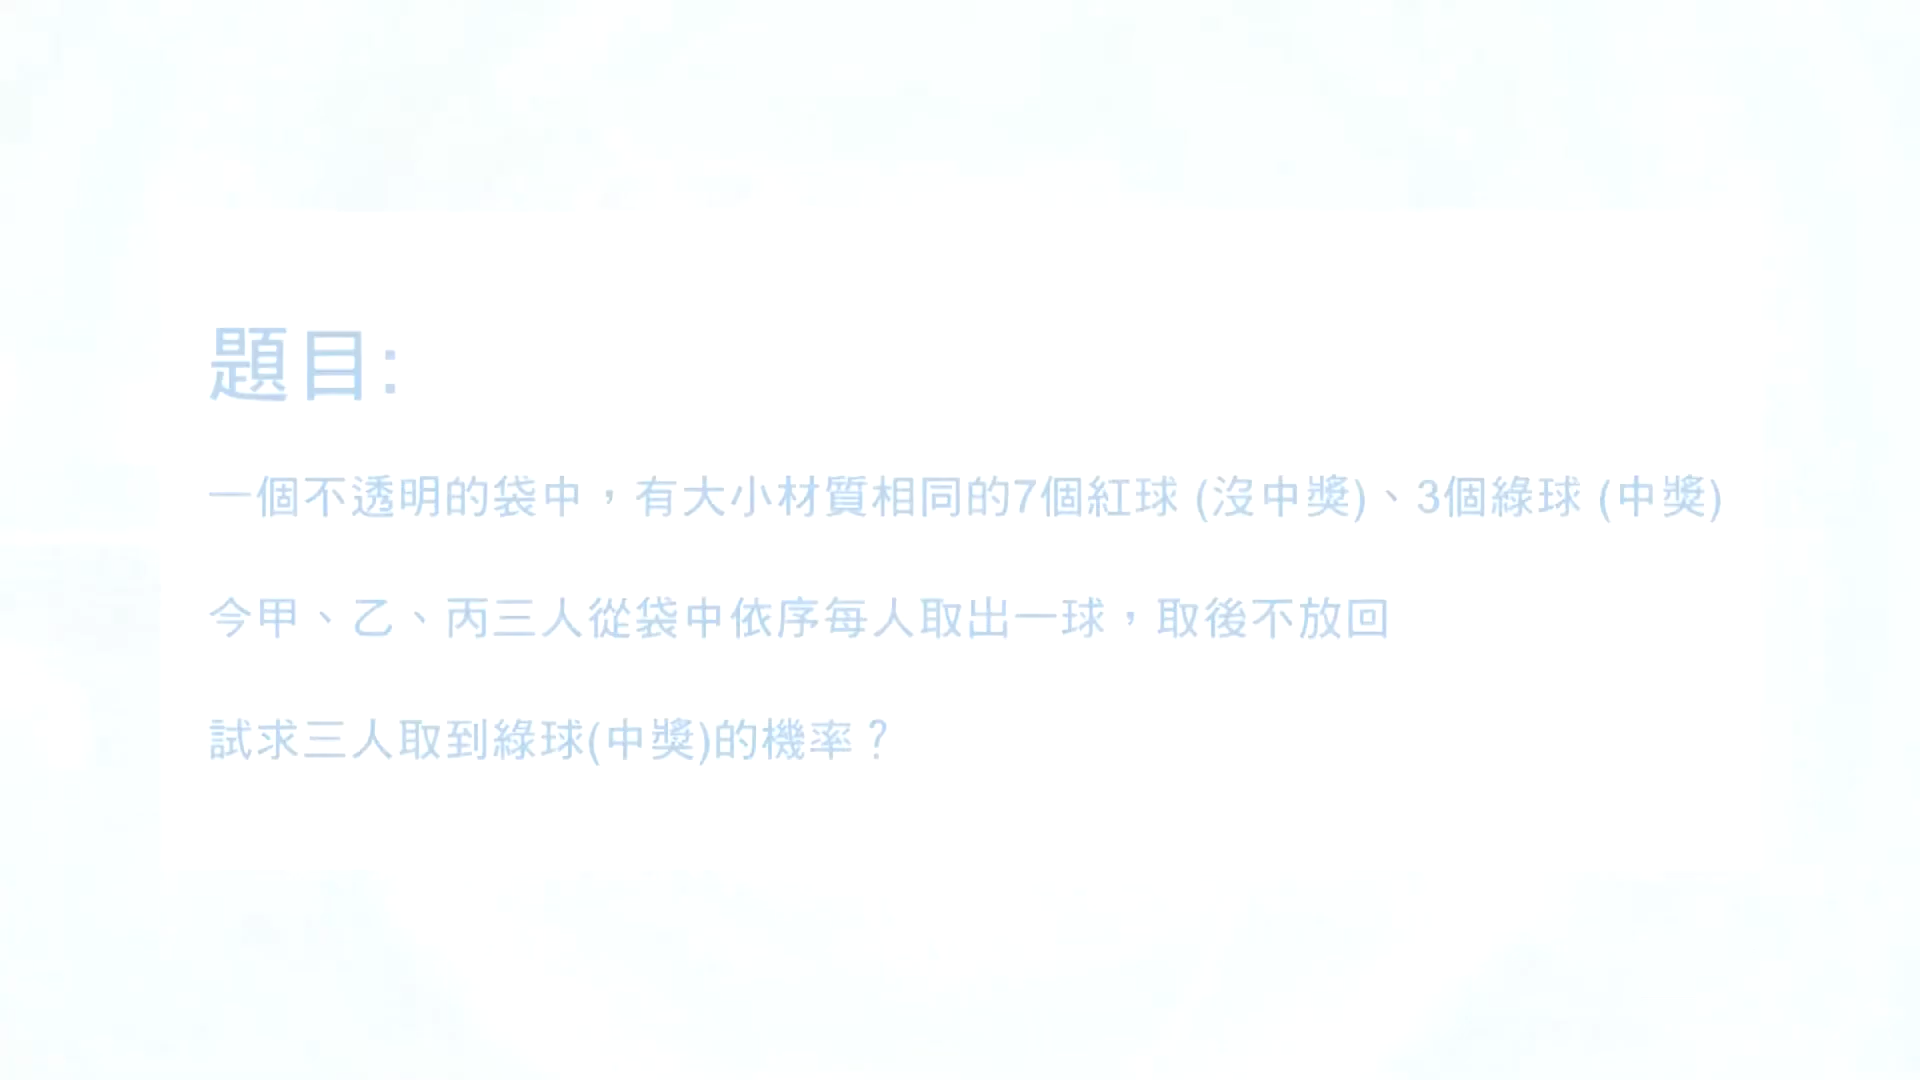 題目:
一個不透明的袋中，有大小材質相同的7個紅球 (沒中獎)、3個綠球 (中獎)
今甲、乙、丙三人從袋中依序每人取出一球，取後不放回
試求三人取到綠球(中獎)的機率？